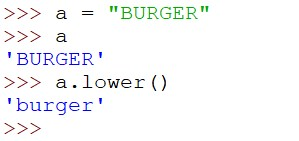 >>> a = "BURGER"
>>> a
'BURGER'
>>> a.lower()
'burger'
>>>